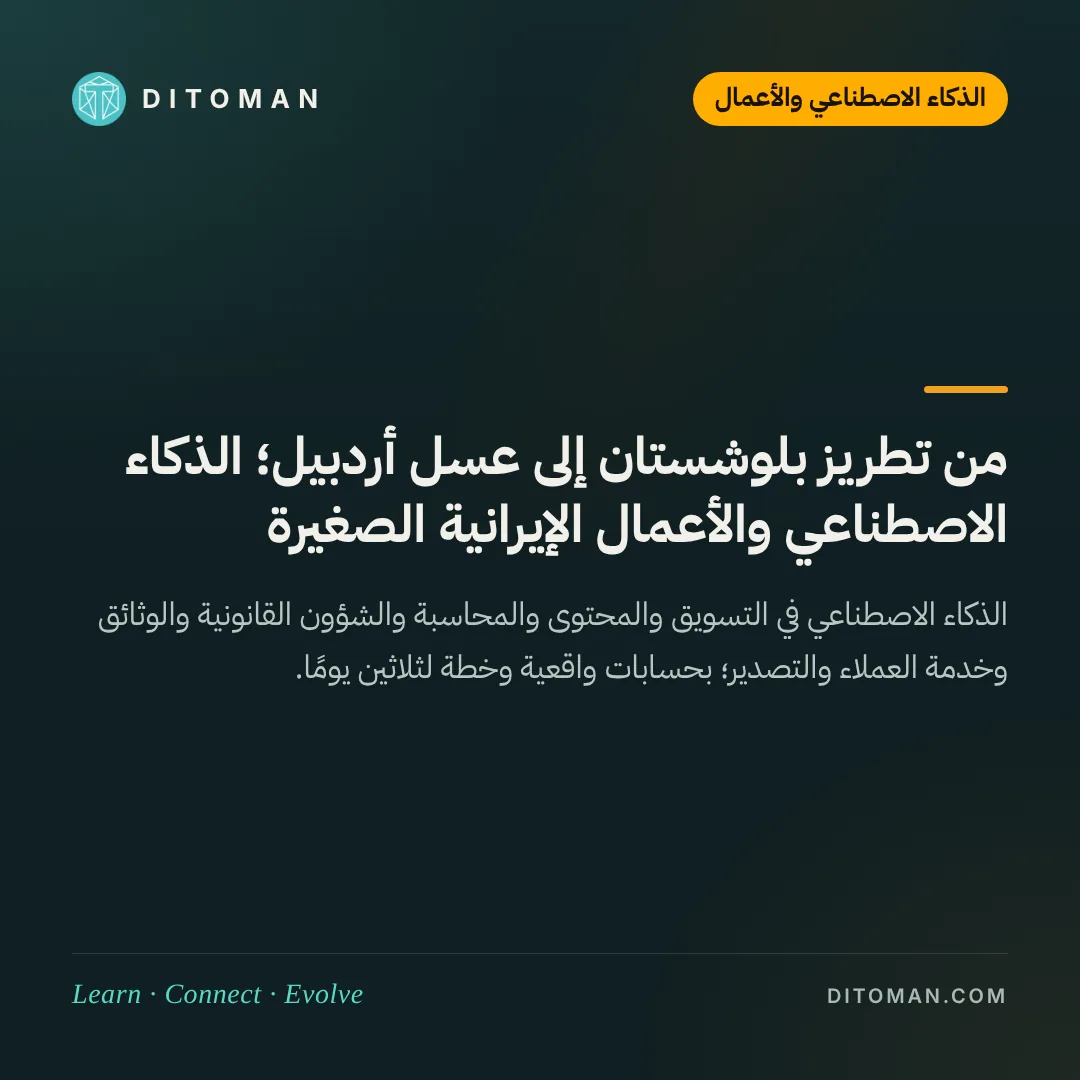 DITOMAN
الذكاء الاصطناعي والأعمال
من تطريز بلوشستان إلى عسل أردبيل؛ الذكاء
الاصطناعي والأعمال الإيرانية الصغيرة
الذكاء الاصطناعي في التسويق والمحتوى والمحاسبة والشؤون القانونية والوثائق
وخدمة العملاء والتصدير؛ بحسابات واقعية وخطة لثلاثين يومًا.
Learn · Connect · Evolve
DITOMAN.COM